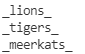 _lions_
_tigers_
_meerkats_